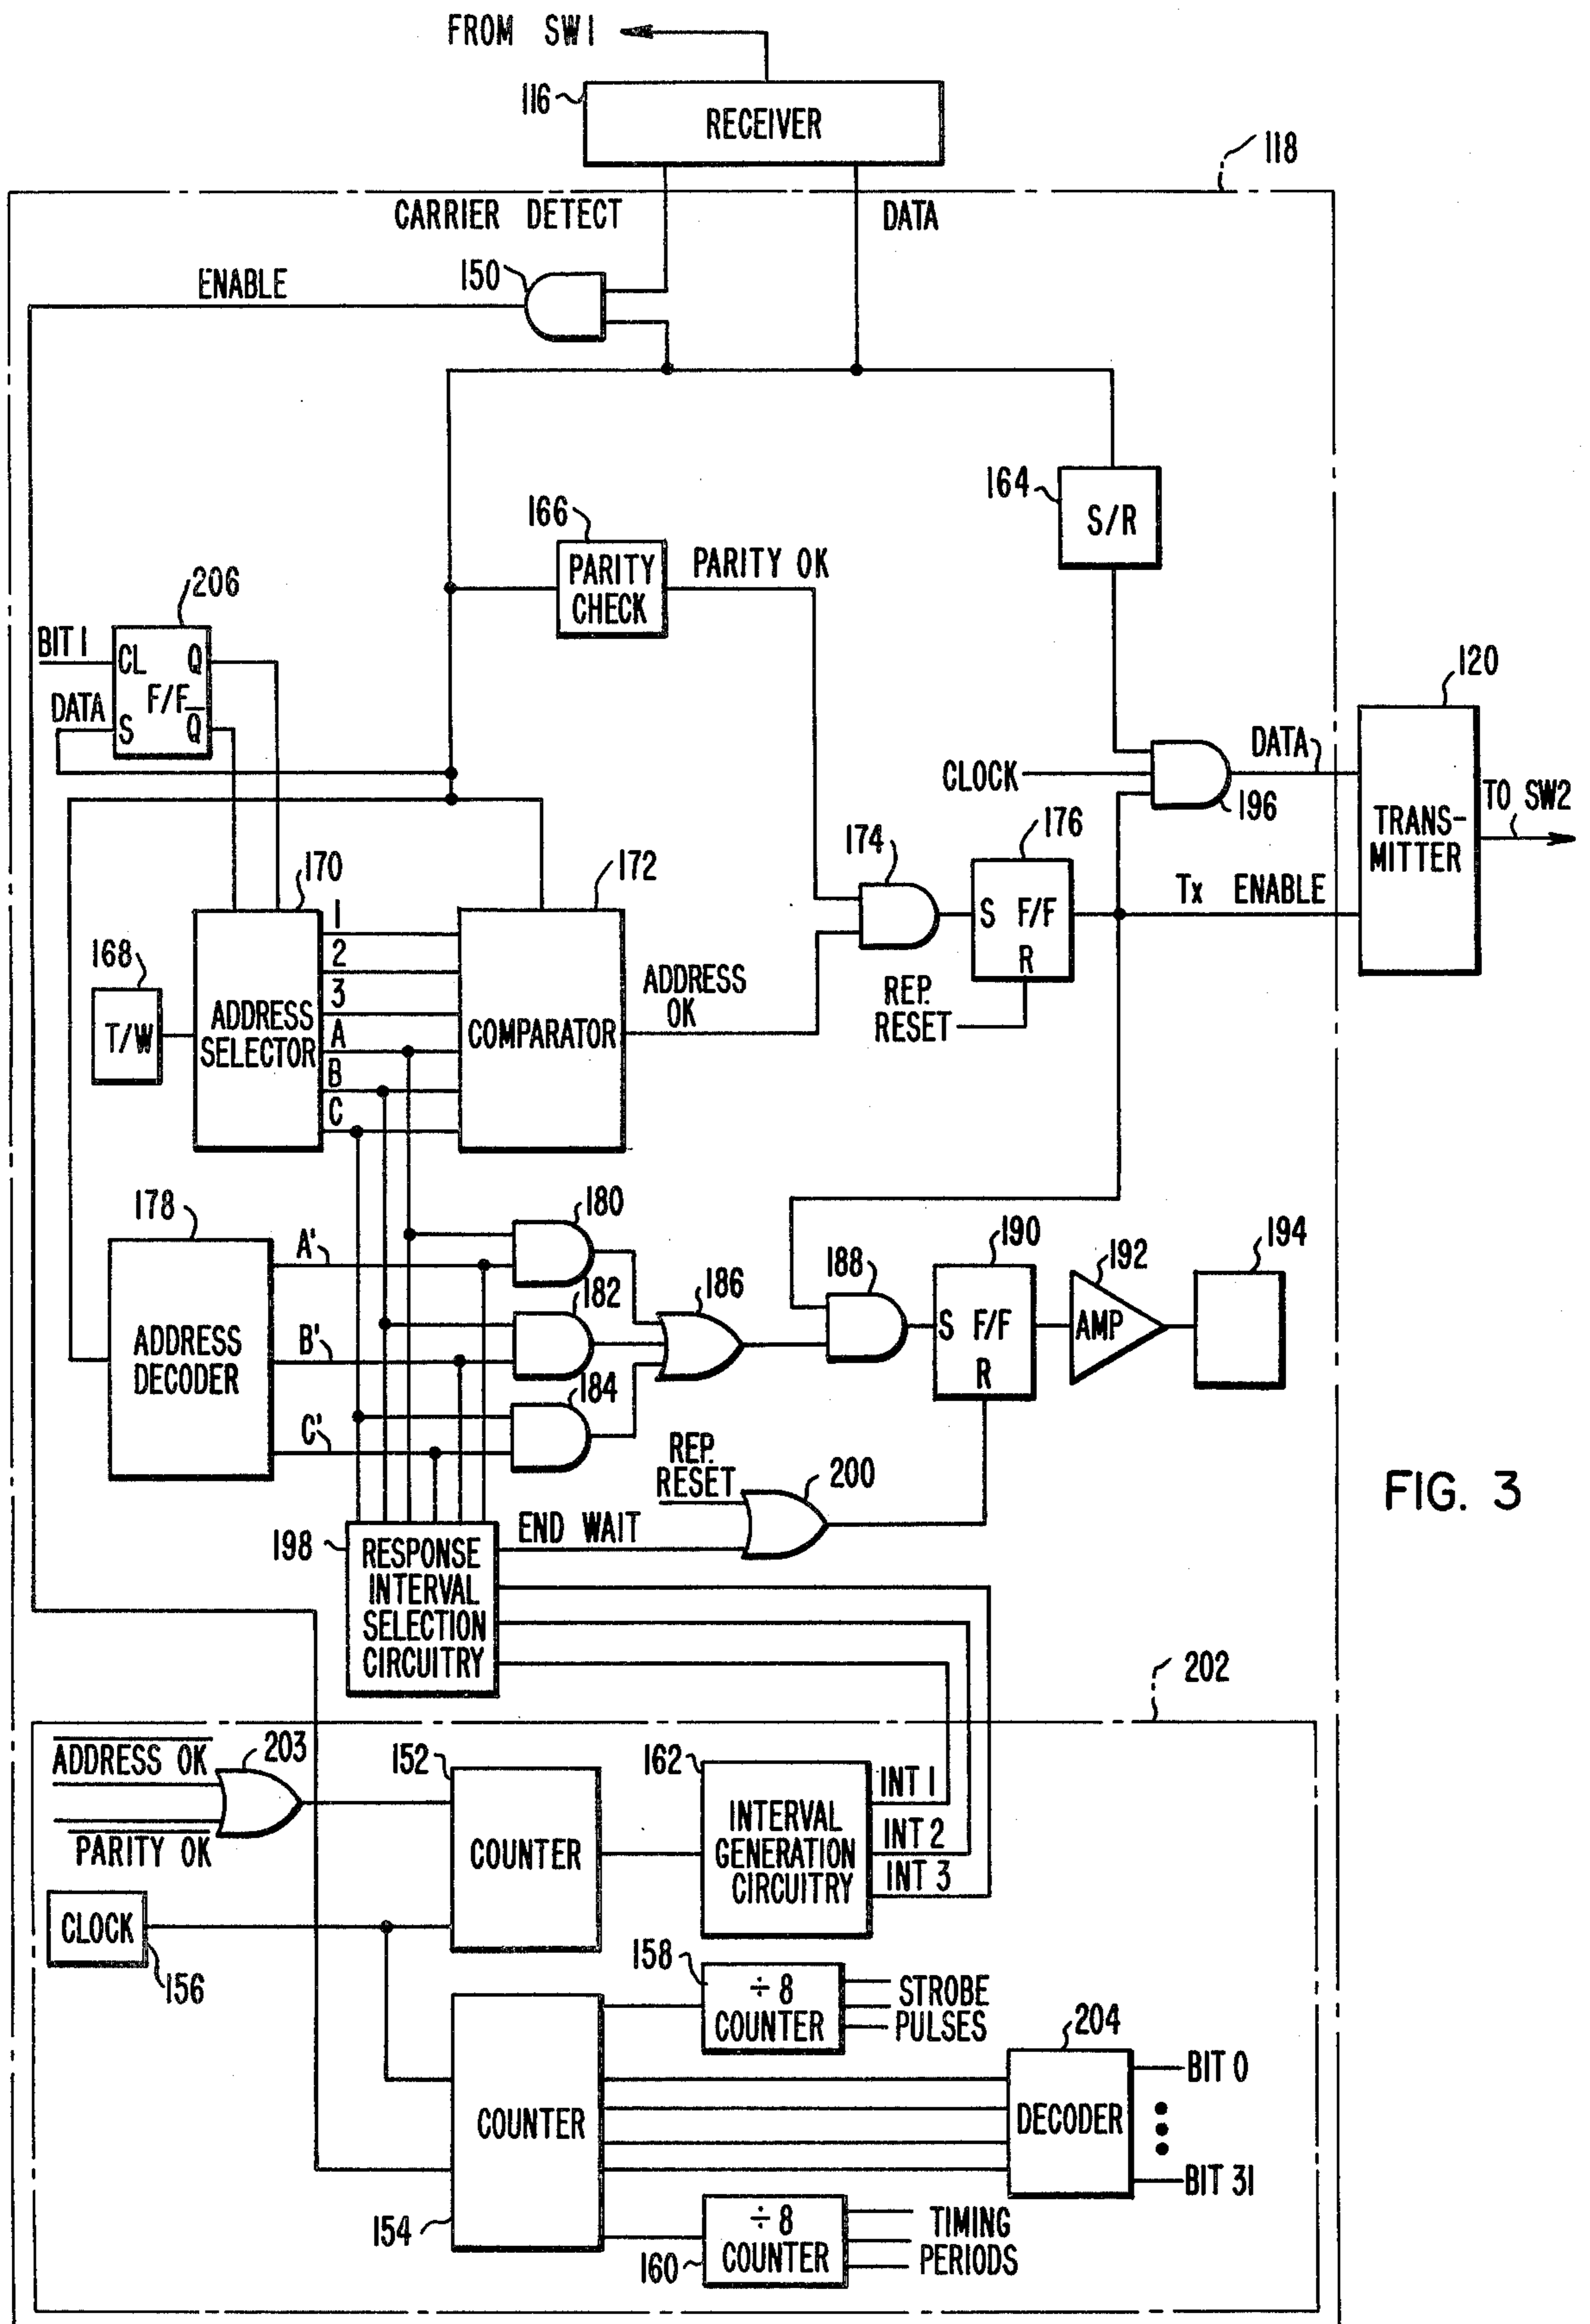 FROM SW1
116
RECEIVER
118
CARRIER DETECT
DATA
150
ENABLE
164
S/R
166
PARITY
CHECK
PARITY OK
206
BIT 1
CL Q
F/F
DATA
S Q̅
120
DATA
CLOCK
196
TO SW2
TRANS-
MITTER
170
172
174
176
Tx ENABLE
S F/F
R
168
T/W
ADDRESS
SELECTOR
1
2
3
A
B
C
COMPARATOR
ADDRESS
OK
REP.
RESET
178
180
190
192
194
A'
188
182
186
ADDRESS
DECODER
B'
S F/F
R
AMP
184
C'
REP.
RESET
200
FIG. 3
END WAIT
198
RESPONSE
INTERVAL
SELECTION
CIRCUITRY
202
A̅D̅D̅R̅E̅S̅S̅ ̅O̅K̅
203
152
162
INT 1
P̅A̅R̅I̅T̅Y̅ ̅O̅K̅
COUNTER
INTERVAL
GENERATION
CIRCUITRY
INT 2
INT 3
CLOCK
156
158
÷ 8
COUNTER
STROBE
PULSES
204
BIT 0
COUNTER
DECODER
BIT 31
154
÷ 8
COUNTER
160
TIMING
PERIODS